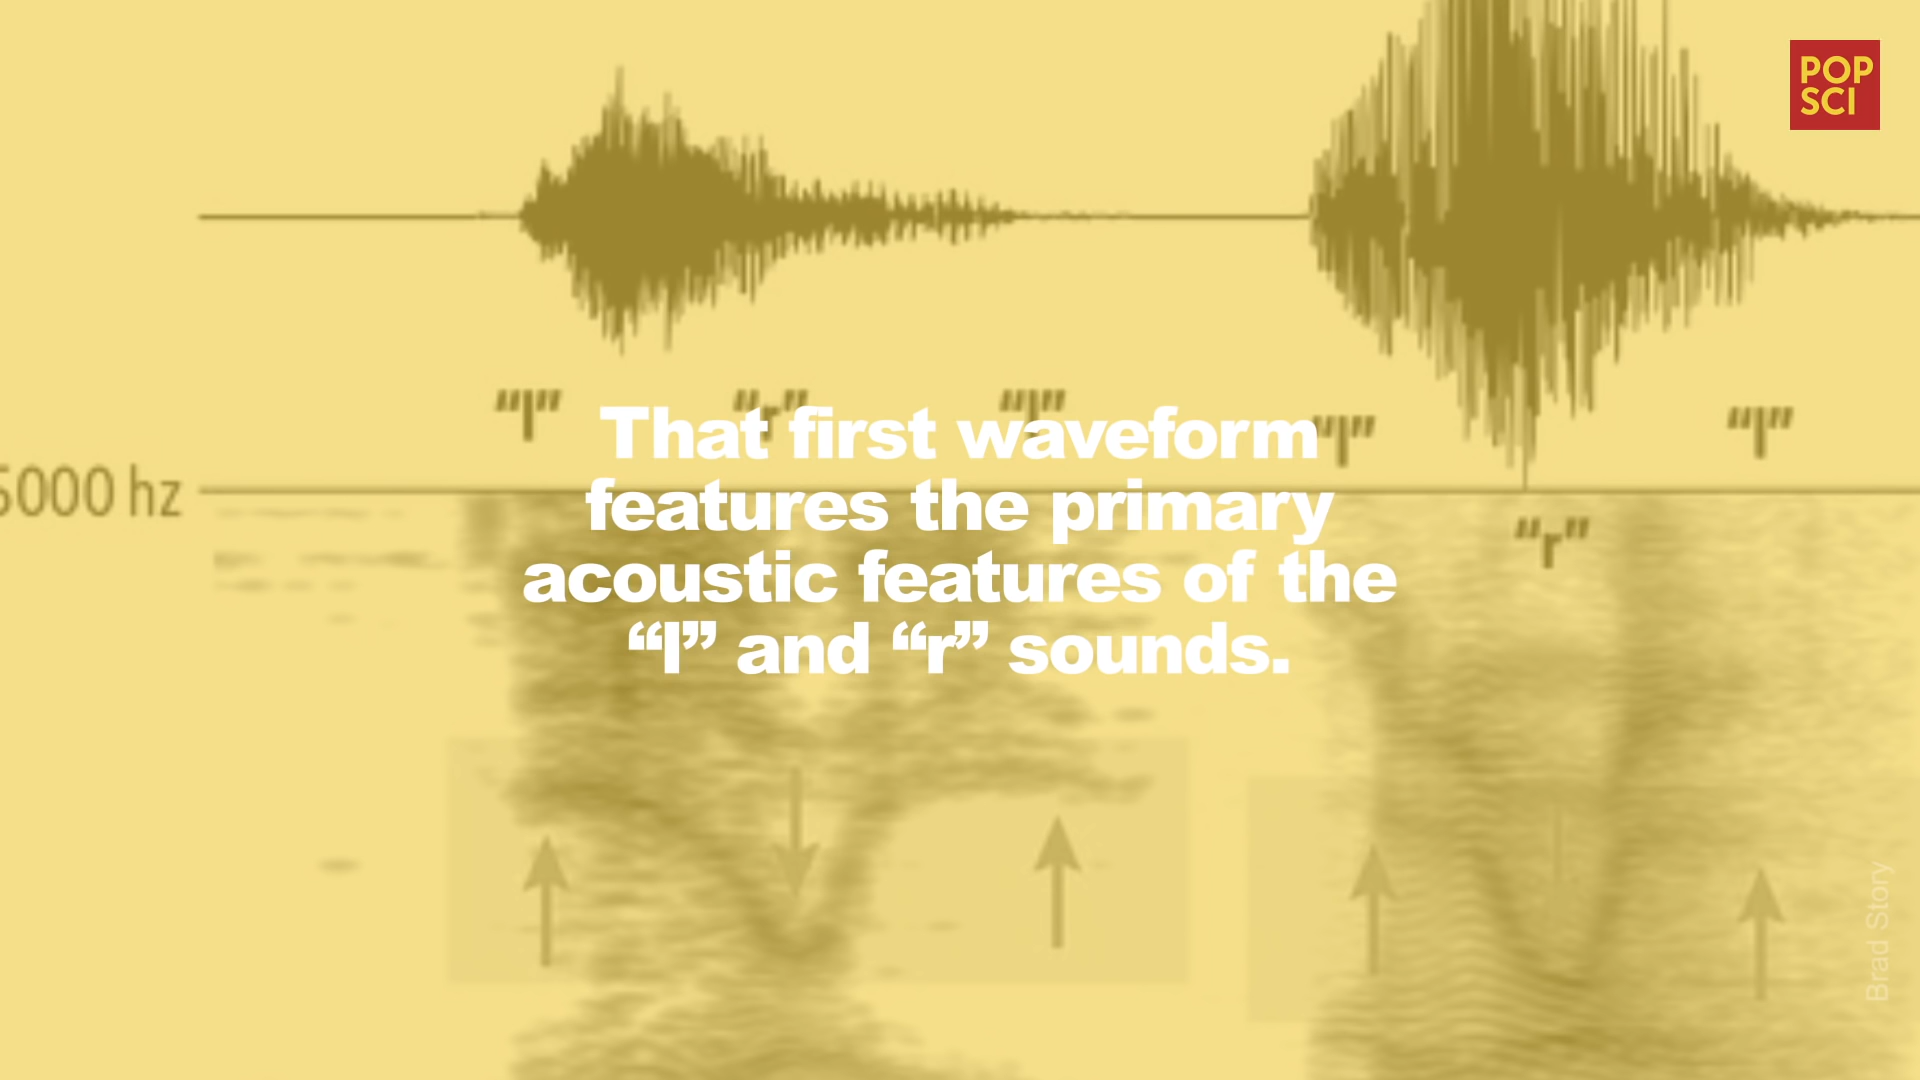 POP
SCI
“l” “r” “l” “l” “l”
That first waveform
features the primary
acoustic features of the
“l” and “r” sounds.
5000 hz
“r”
Brad Story